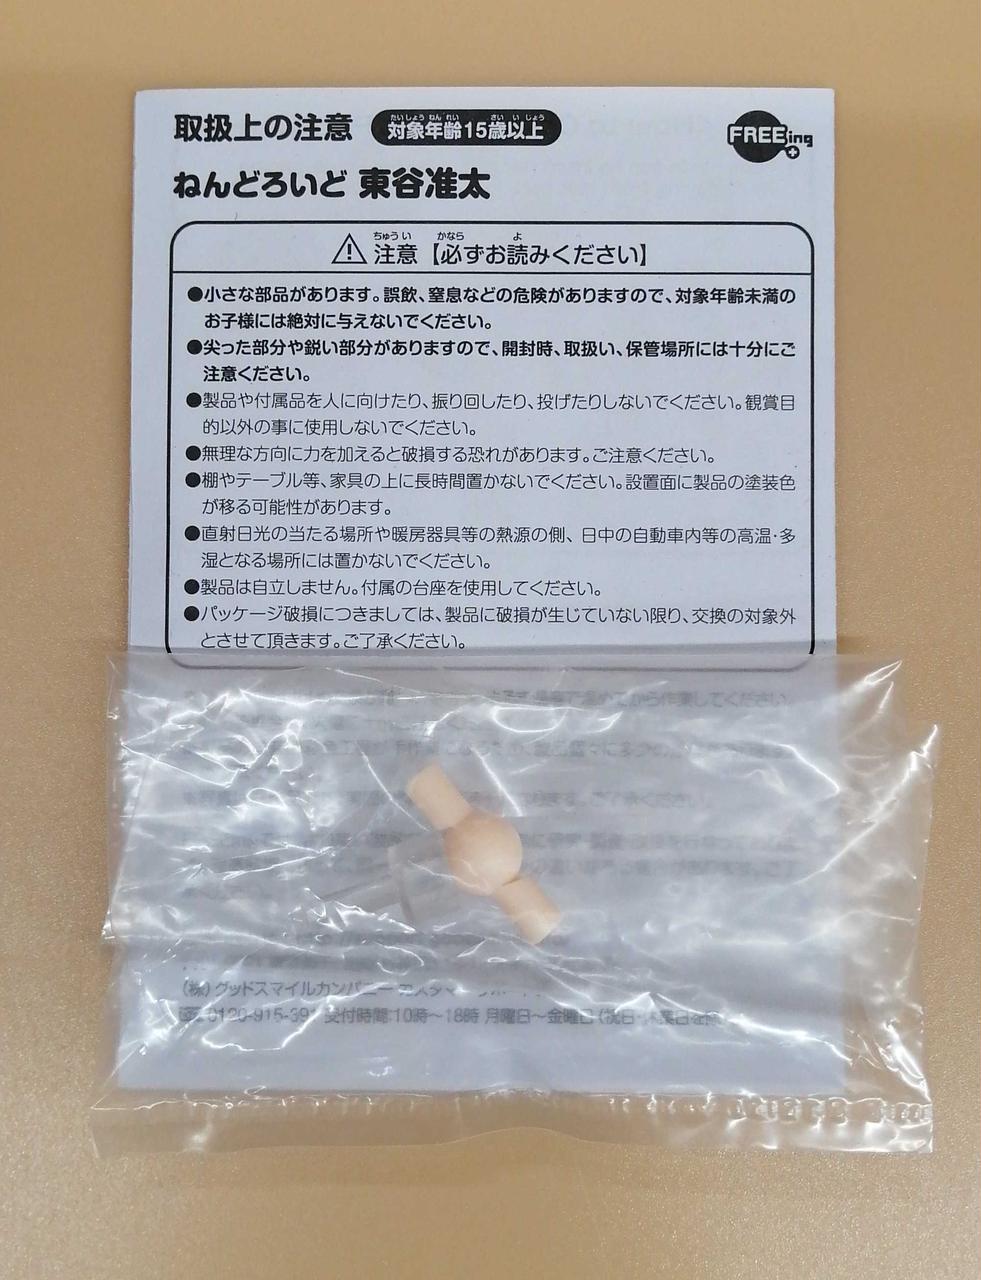 取扱上の注意 対象年齢15歳以上
たいしょうねんれい さいいじょう
FREEing
ねんどろいど 東谷准太
ちゅうい かなら よ
注意【必ずお読みください】
●小さな部品があります。誤飲、窒息などの危険がありますので、対象年齢未満の
お子様には絶対に与えないでください。
●尖った部分や鋭い部分がありますので、開封時、取扱い、保管場所には十分にご
注意ください。
●製品や付属品を人に向けたり、振り回したり、投げたりしないでください。観賞目
的以外の事に使用しないでください。
●無理な方向に力を加えると破損する恐れがあります。ご注意ください。
●棚やテーブル等、家具の上に長時間置かないでください。設置面に製品の塗装色
が移る可能性があります。
●直射日光の当たる場所や暖房器具等の熱源の側、日中の自動車内等の高温・多
湿となる場所には置かないでください。
●製品は自立しません。付属の台座を使用してください。
●パッケージ破損につきましては、製品に破損が生じていない限り、交換の対象外
とさせて頂きます。ご了承ください。
から作業してください。
(株)グッドスマイルカンパニー
0120-915-391 受付時間:10時～18時 月曜日～金曜日